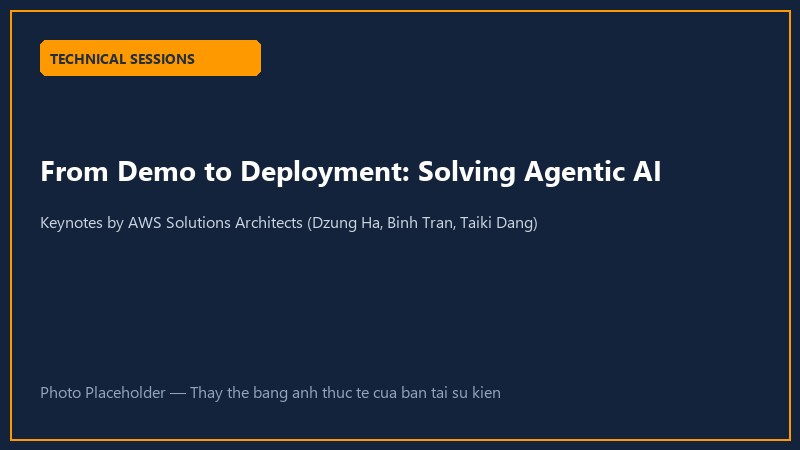 TECHNICAL SESSIONS
From Demo to Deployment: Solving Agentic AI
Keynotes by AWS Solutions Architects (Dzung Ha, Binh Tran, Taiki Dang)
Photo Placeholder — Thay the bang anh thuc te cua ban tai su kien